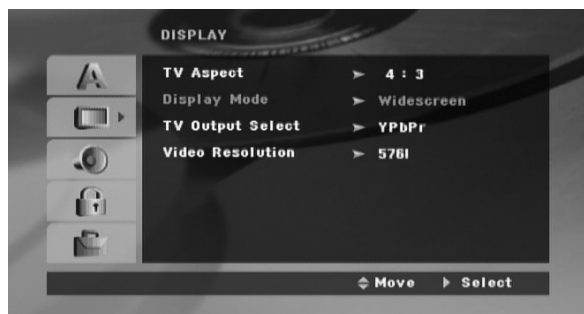 DISPLAY
A
TV Aspect ► 4 : 3
Display Mode ► Widescreen
TV Output Select ► YPbPr
Video Resolution ► 576I
Move Select